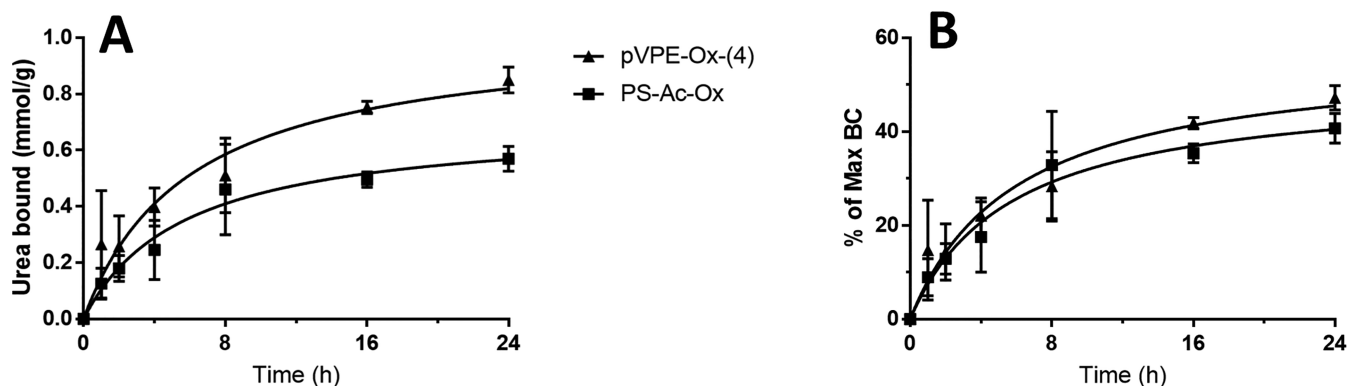 A
Urea bound (mmol/g)
1.0
0.8
0.6
0.4
0.2
0.0
0 8 16 24
Time (h)
pVPE-Ox-(4)
PS-Ac-Ox
B
% of Max BC
60
40
20
0
0 8 16 24
Time (h)